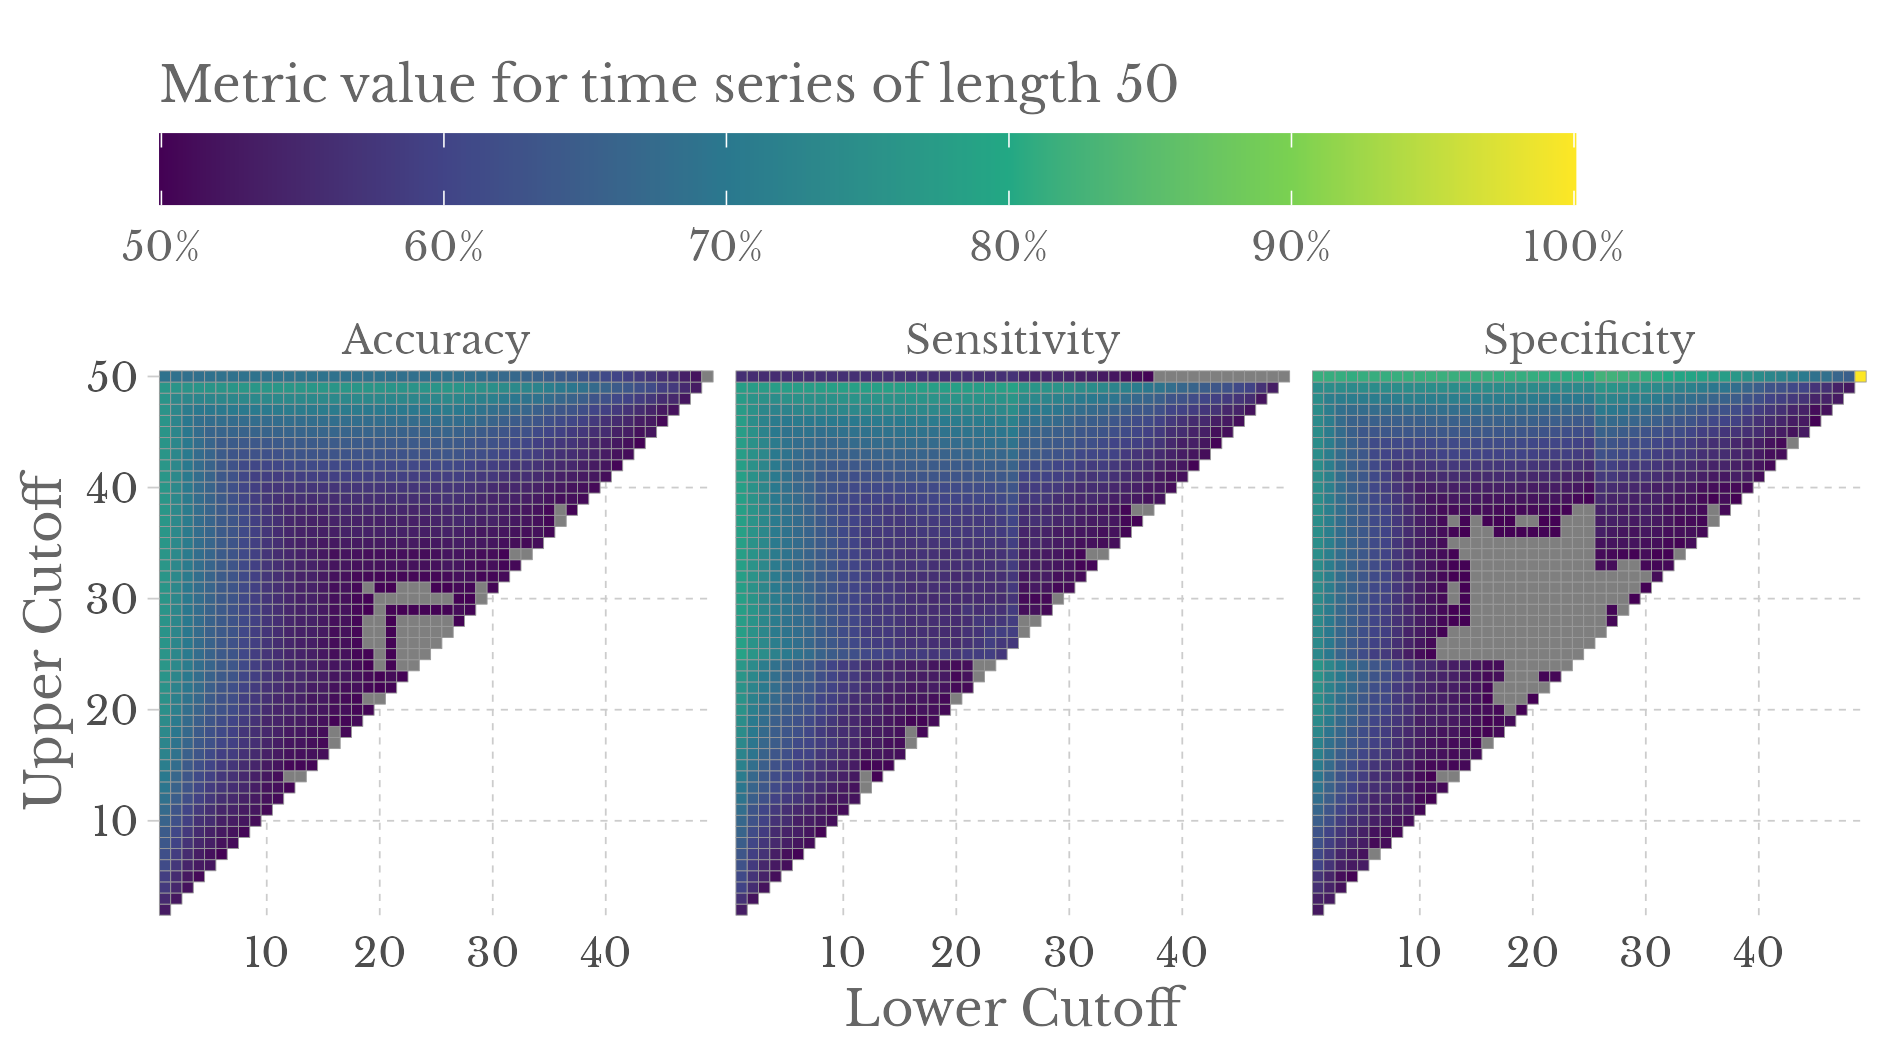 Metric value for time series of length 50
50% 60% 70% 80% 90% 100%
Accuracy Sensitivity Specificity
50
40
30
20
10
Upper Cutoff
10 20 30 40 10 20 30 40 10 20 30 40
Lower Cutoff